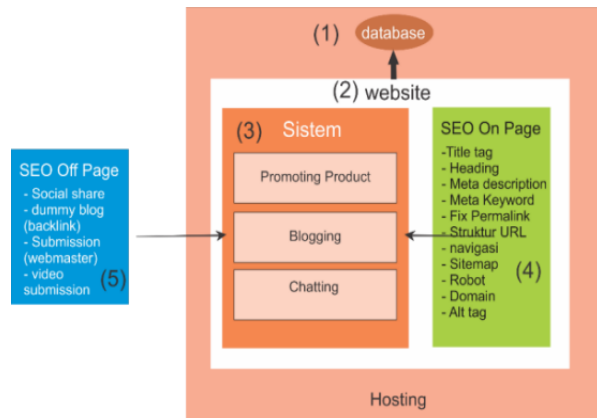 (1) database
(2) website
(3) Sistem
Promoting Product
Blogging
Chatting
SEO On Page
-Title tag
- Heading
- Meta description
- Meta Keyword
- Fix Permalink
- Struktur URL
- navigasi
- Sitemap
- Robot
- Domain
- Alt tag
(4)
SEO Off Page
- Social share
- dummy blog
(backlink)
- Submission
(webmaster)
- video
submission
(5)
Hosting